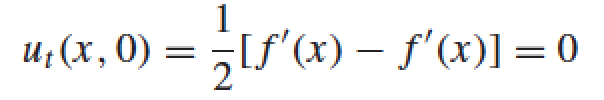 u_t(x, 0) = \frac{1}{2}[f'(x) − f'(x)] = 0